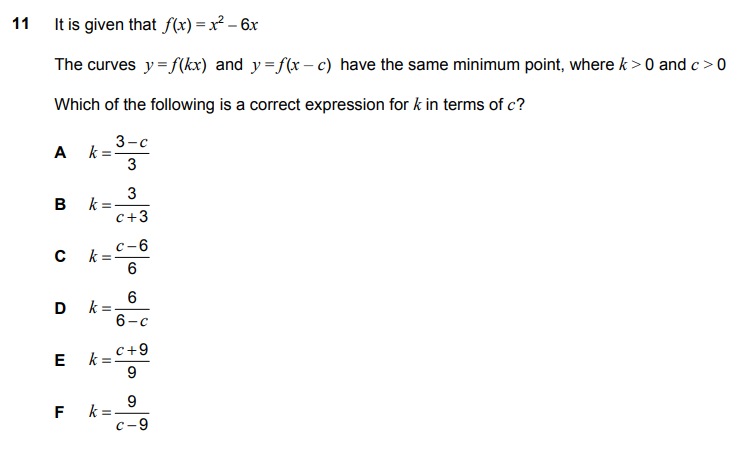 11 It is given that f(x) = x² – 6x
The curves y = f(kx) and y = f(x – c) have the same minimum point, where k > 0 and c > 0
Which of the following is a correct expression for k in terms of c?
A k = \frac{3-c}{3}
B k = \frac{3}{c+3}
C k = \frac{c-6}{6}
D k = \frac{6}{6-c}
E k = \frac{c+9}{9}
F k = \frac{9}{c-9}